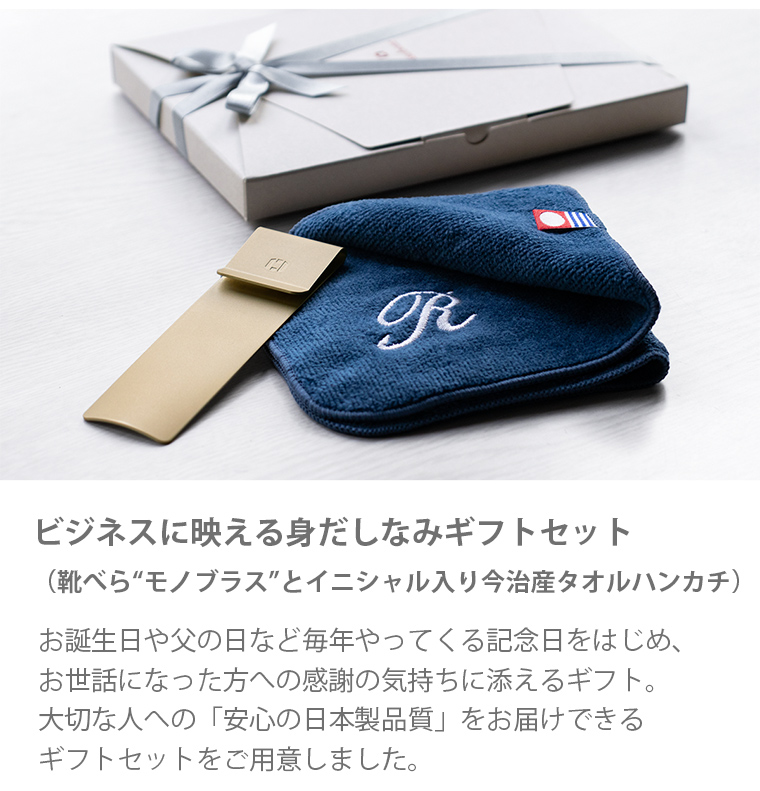 R
ビジネスに映える身だしなみギフトセット
（靴べら“モノブラス”とイニシャル入り今治産タオルハンカチ）
お誕生日や父の日など毎年やってくる記念日をはじめ、
お世話になった方への感謝の気持ちに添えるギフト。
大切な人への「安心の日本製品質」をお届けできる
ギフトセットをご用意しました。